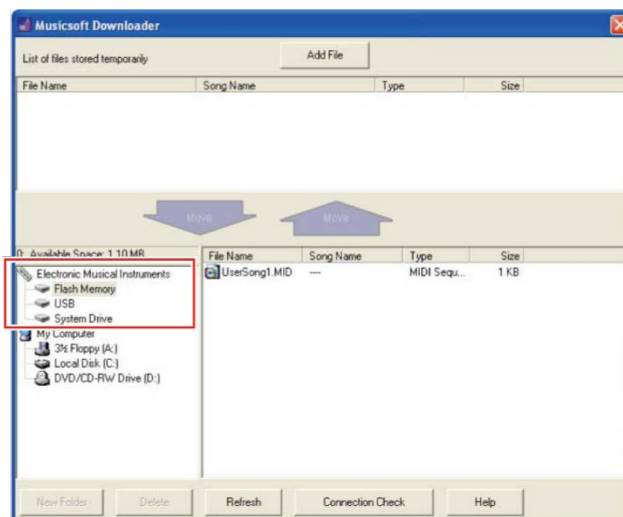 Musicsoft Downloader
List of files stored temporarily
Add File
File Name Song Name Type Size
Move Move
0: Available Space: 1.10 MB
File Name Song Name Type Size
Electronic Musical Instruments
UserSong1.MID ---- MIDI Sequ... 1 KB
Flash Memory
USB
System Drive
My Computer
3½ Floppy (A:)
Local Disk (C:)
DVD/CD-RW Drive (D:)
New Folder Delete Refresh Connection Check Help